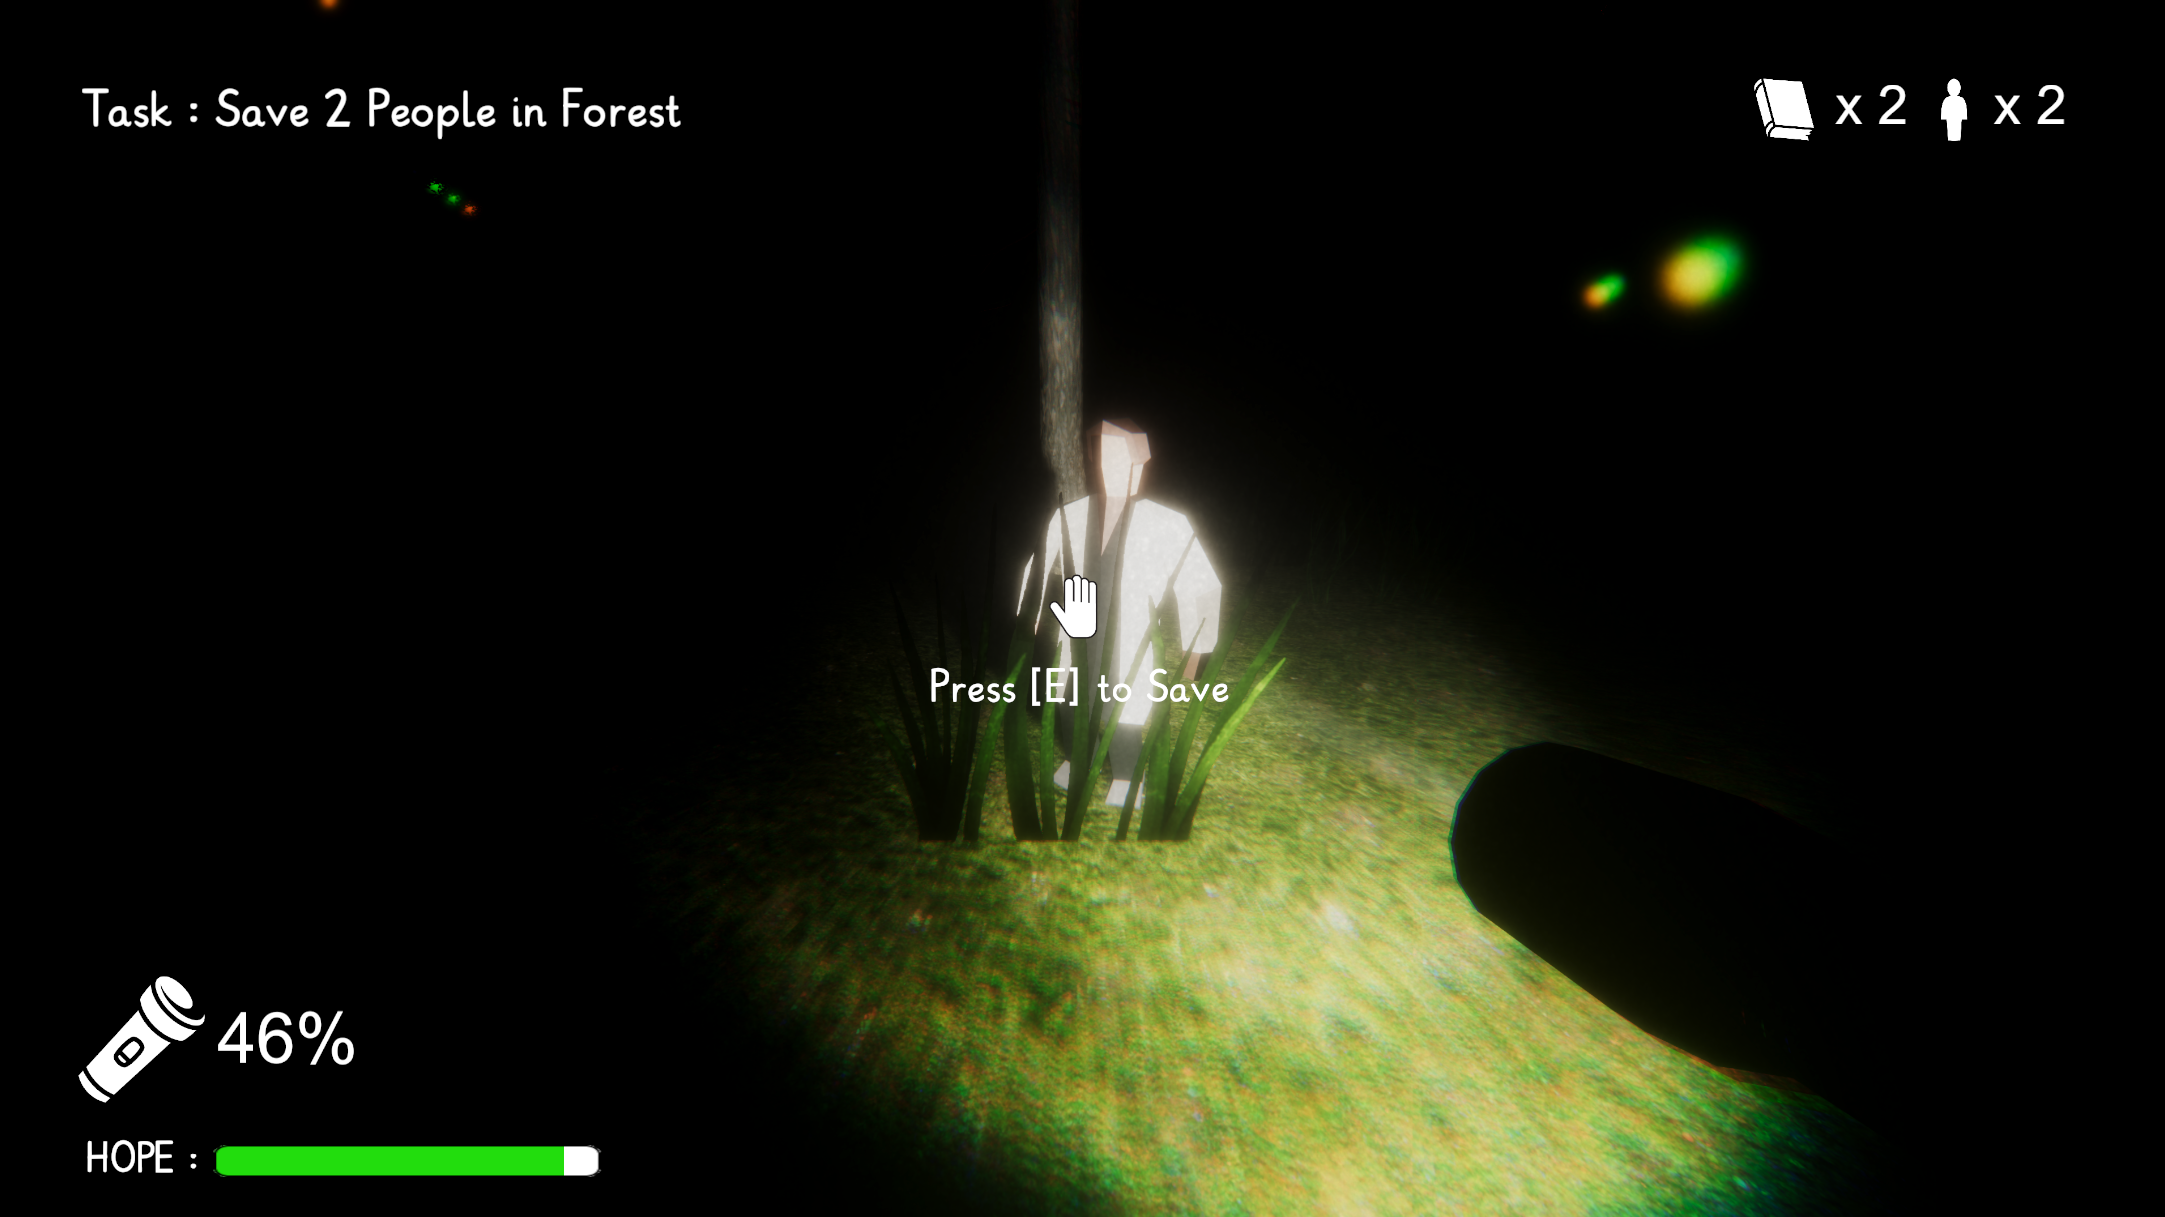 Task : Save 2 People in Forest
x 2
x 2
Press [E] to Save
46%
HOPE :